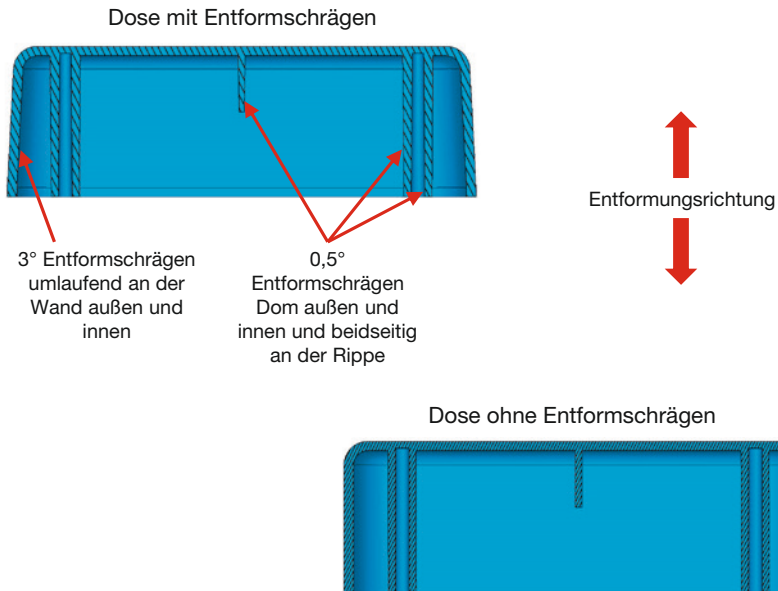 Dose mit Entformschrägen
Entformungsrichtung
3° Entformschrägen
umlaufend an der
Wand außen und
innen
0,5°
Entformschrägen
Dom außen und
innen und beidseitig
an der Rippe
Dose ohne Entformschrägen